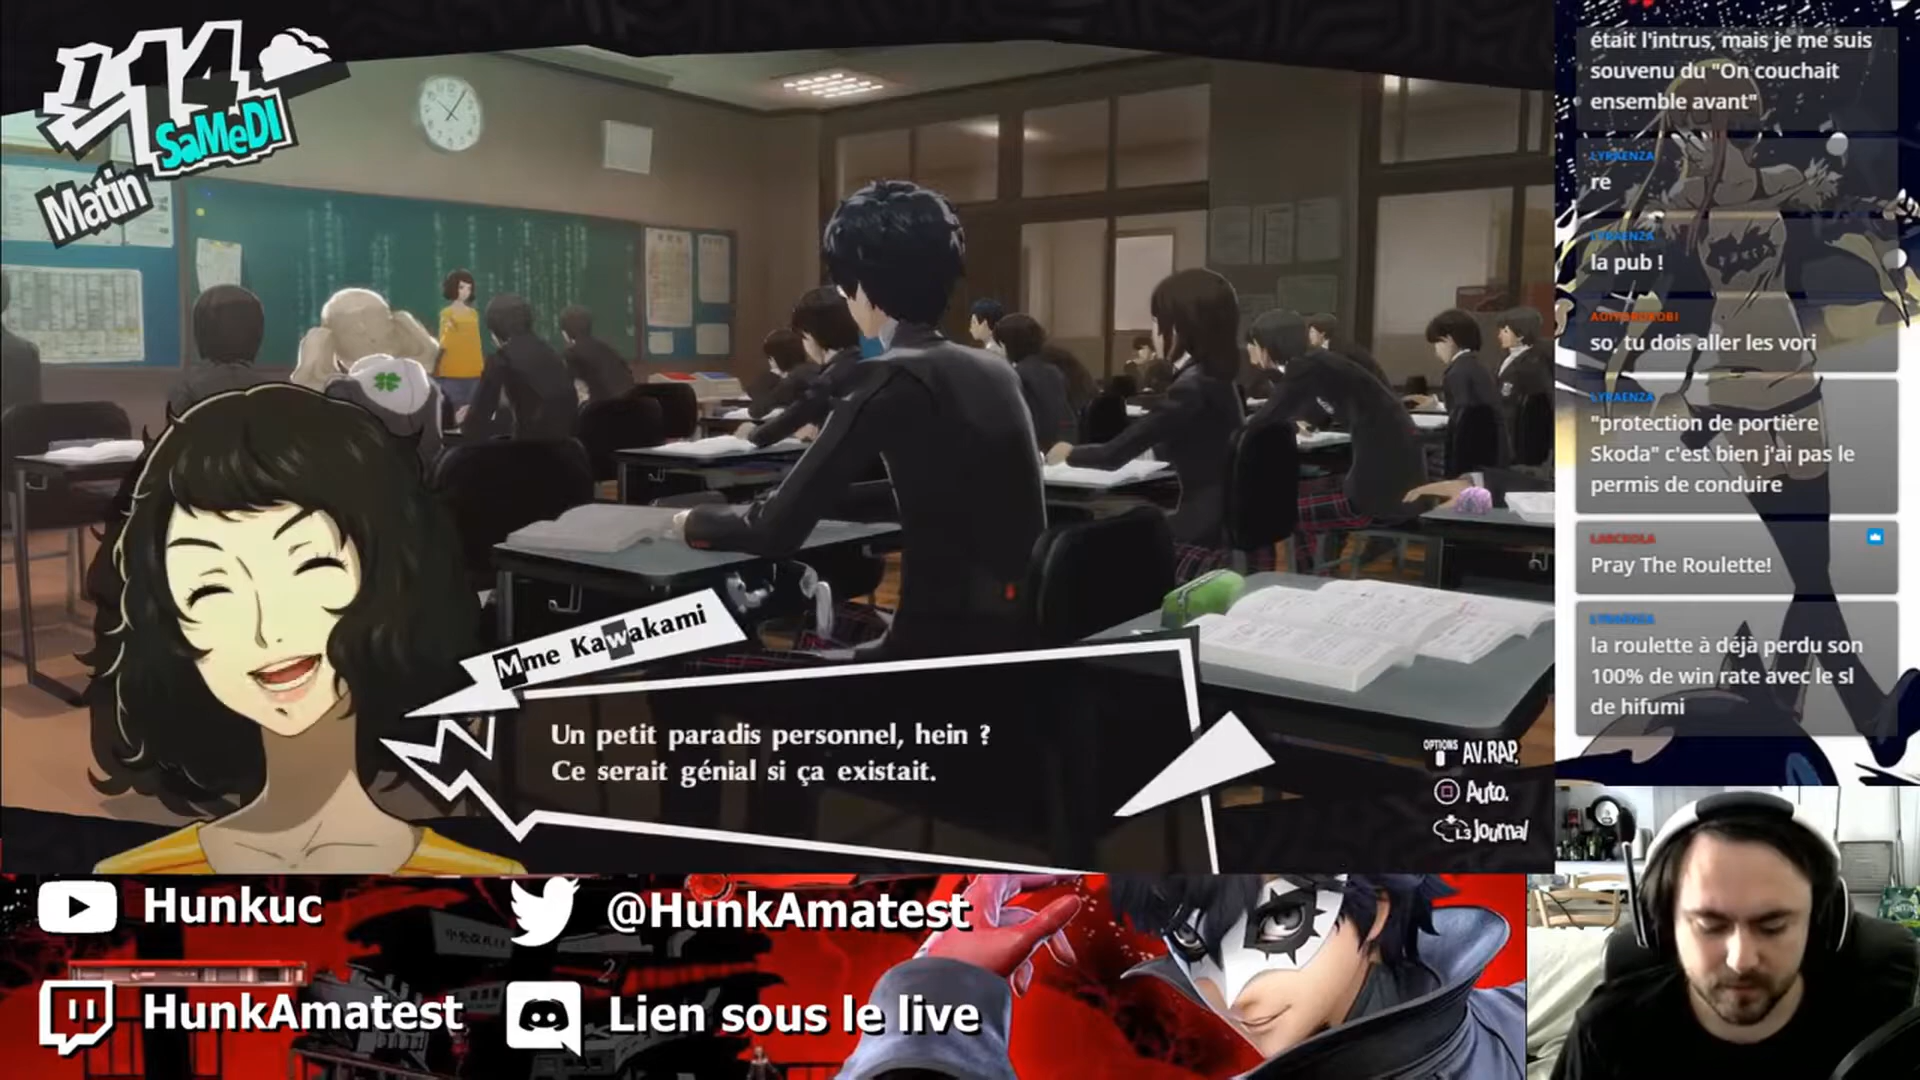 1/14
SaMeDI
Matin
Mme Kawakami
Un petit paradis personnel, hein ?
Ce serait génial si ça existait.
OPTIONS AV.RAP.
Auto.
L3 Journal
était l'intrus, mais je me suis
souvenu du "On couchait
ensemble avant"
LYRAENZA
re
LYRAENZA
la pub !
so, tu dois aller les vori
LYRAENZA
"protection de portière
Skoda" c'est bien j'ai pas le
permis de conduire
Pray The Roulette!
LYRAENZA
la roulette à déjà perdu son
100% de win rate avec le sl
de hifumi
Hunkuc
@HunkAmatest
HunkAmatest
Lien sous le live